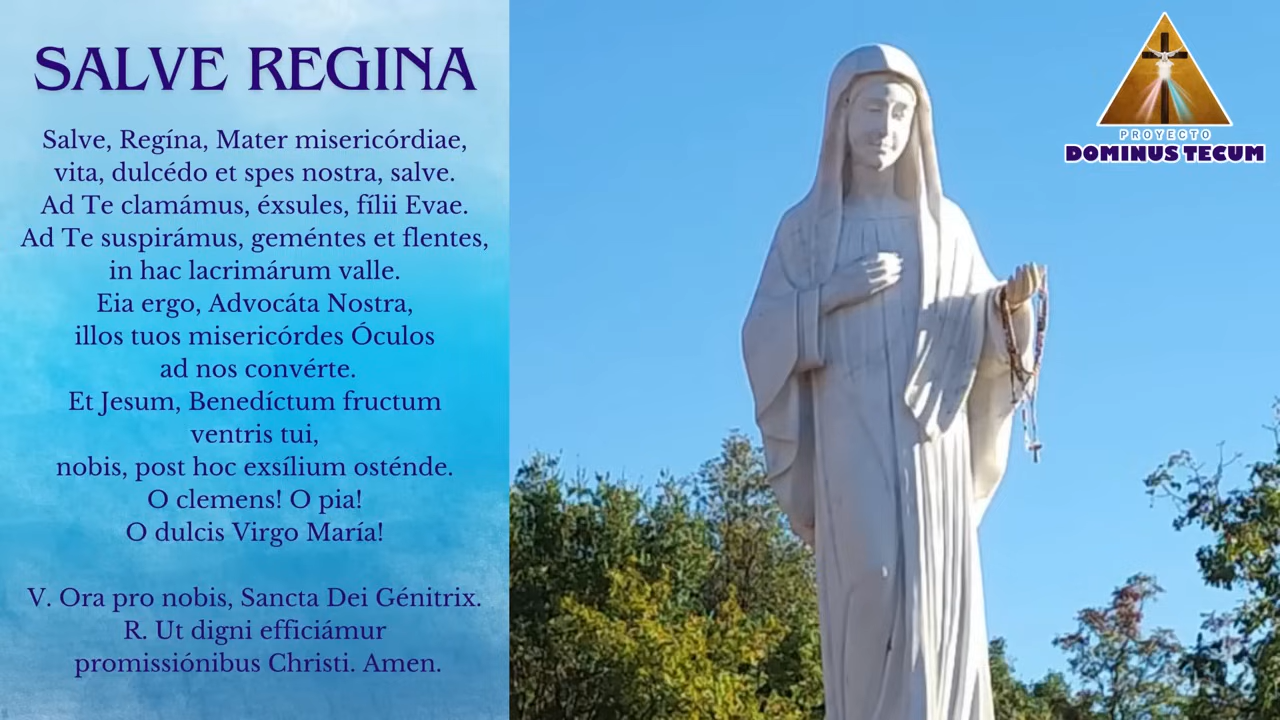 SALVE REGINA
Salve, Regína, Mater misericórdiae,
vita, dulcédo et spes nostra, salve.
Ad Te clamámus, éxsules, fílii Evae.
Ad Te suspirámus, geméntes et flentes,
in hac lacrimárum valle.
Eia ergo, Advocáta Nostra,
illos tuos misericórdes Óculos
ad nos convérte.
Et Jesum, Benedíctum fructum
ventris tui,
nobis, post hoc exsílium osténde.
O clemens! O pia!
O dulcis Virgo María!
V. Ora pro nobis, Sancta Dei Génitrix.
R. Ut digni efficiámur
promissiónibus Christi. Amen.
PROYECTO
DOMINUS TECUM